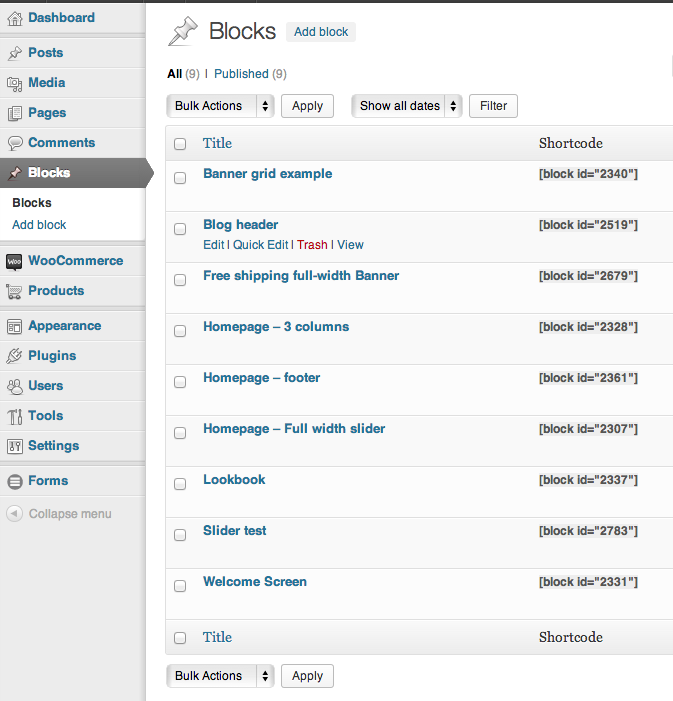 Dashboard
Posts
Media
Pages
Comments
Blocks
Blocks
Add block
Woo WooCommerce
Products
Appearance
Plugins
Users
Tools
Settings
Forms
Collapse menu
Blocks Add block
All (9) | Published (9)
Bulk Actions Apply Show all dates Filter
Title Shortcode
Banner grid example [block id="2340"]
Blog header [block id="2519"]
Edit | Quick Edit | Trash | View
Free shipping full-width Banner [block id="2679"]
Homepage – 3 columns [block id="2328"]
Homepage – footer [block id="2361"]
Homepage – Full width slider [block id="2307"]
Lookbook [block id="2337"]
Slider test [block id="2783"]
Welcome Screen [block id="2331"]
Title Shortcode
Bulk Actions Apply